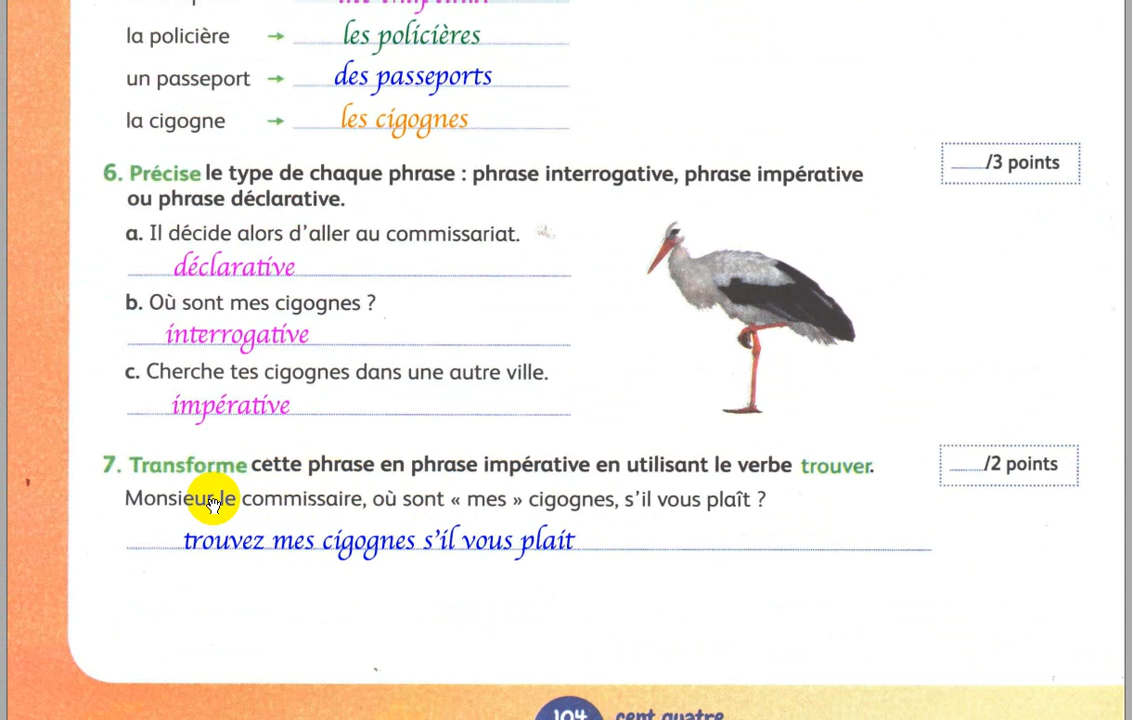 la policière → les policières
un passeport → des passeports
la cigogne → les cigognes
6. Précise le type de chaque phrase : phrase interrogative, phrase impérative
ou phrase déclarative.
/3 points
a. Il décide alors d'aller au commissariat.
déclarative
b. Où sont mes cigognes ?
interrogative
c. Cherche tes cigognes dans une autre ville.
impérative
7. Transforme cette phrase en phrase impérative en utilisant le verbe trouver.
/2 points
Monsieur le commissaire, où sont « mes » cigognes, s'il vous plaît ?
trouvez mes cigognes s'il vous plait
104 cent quatre